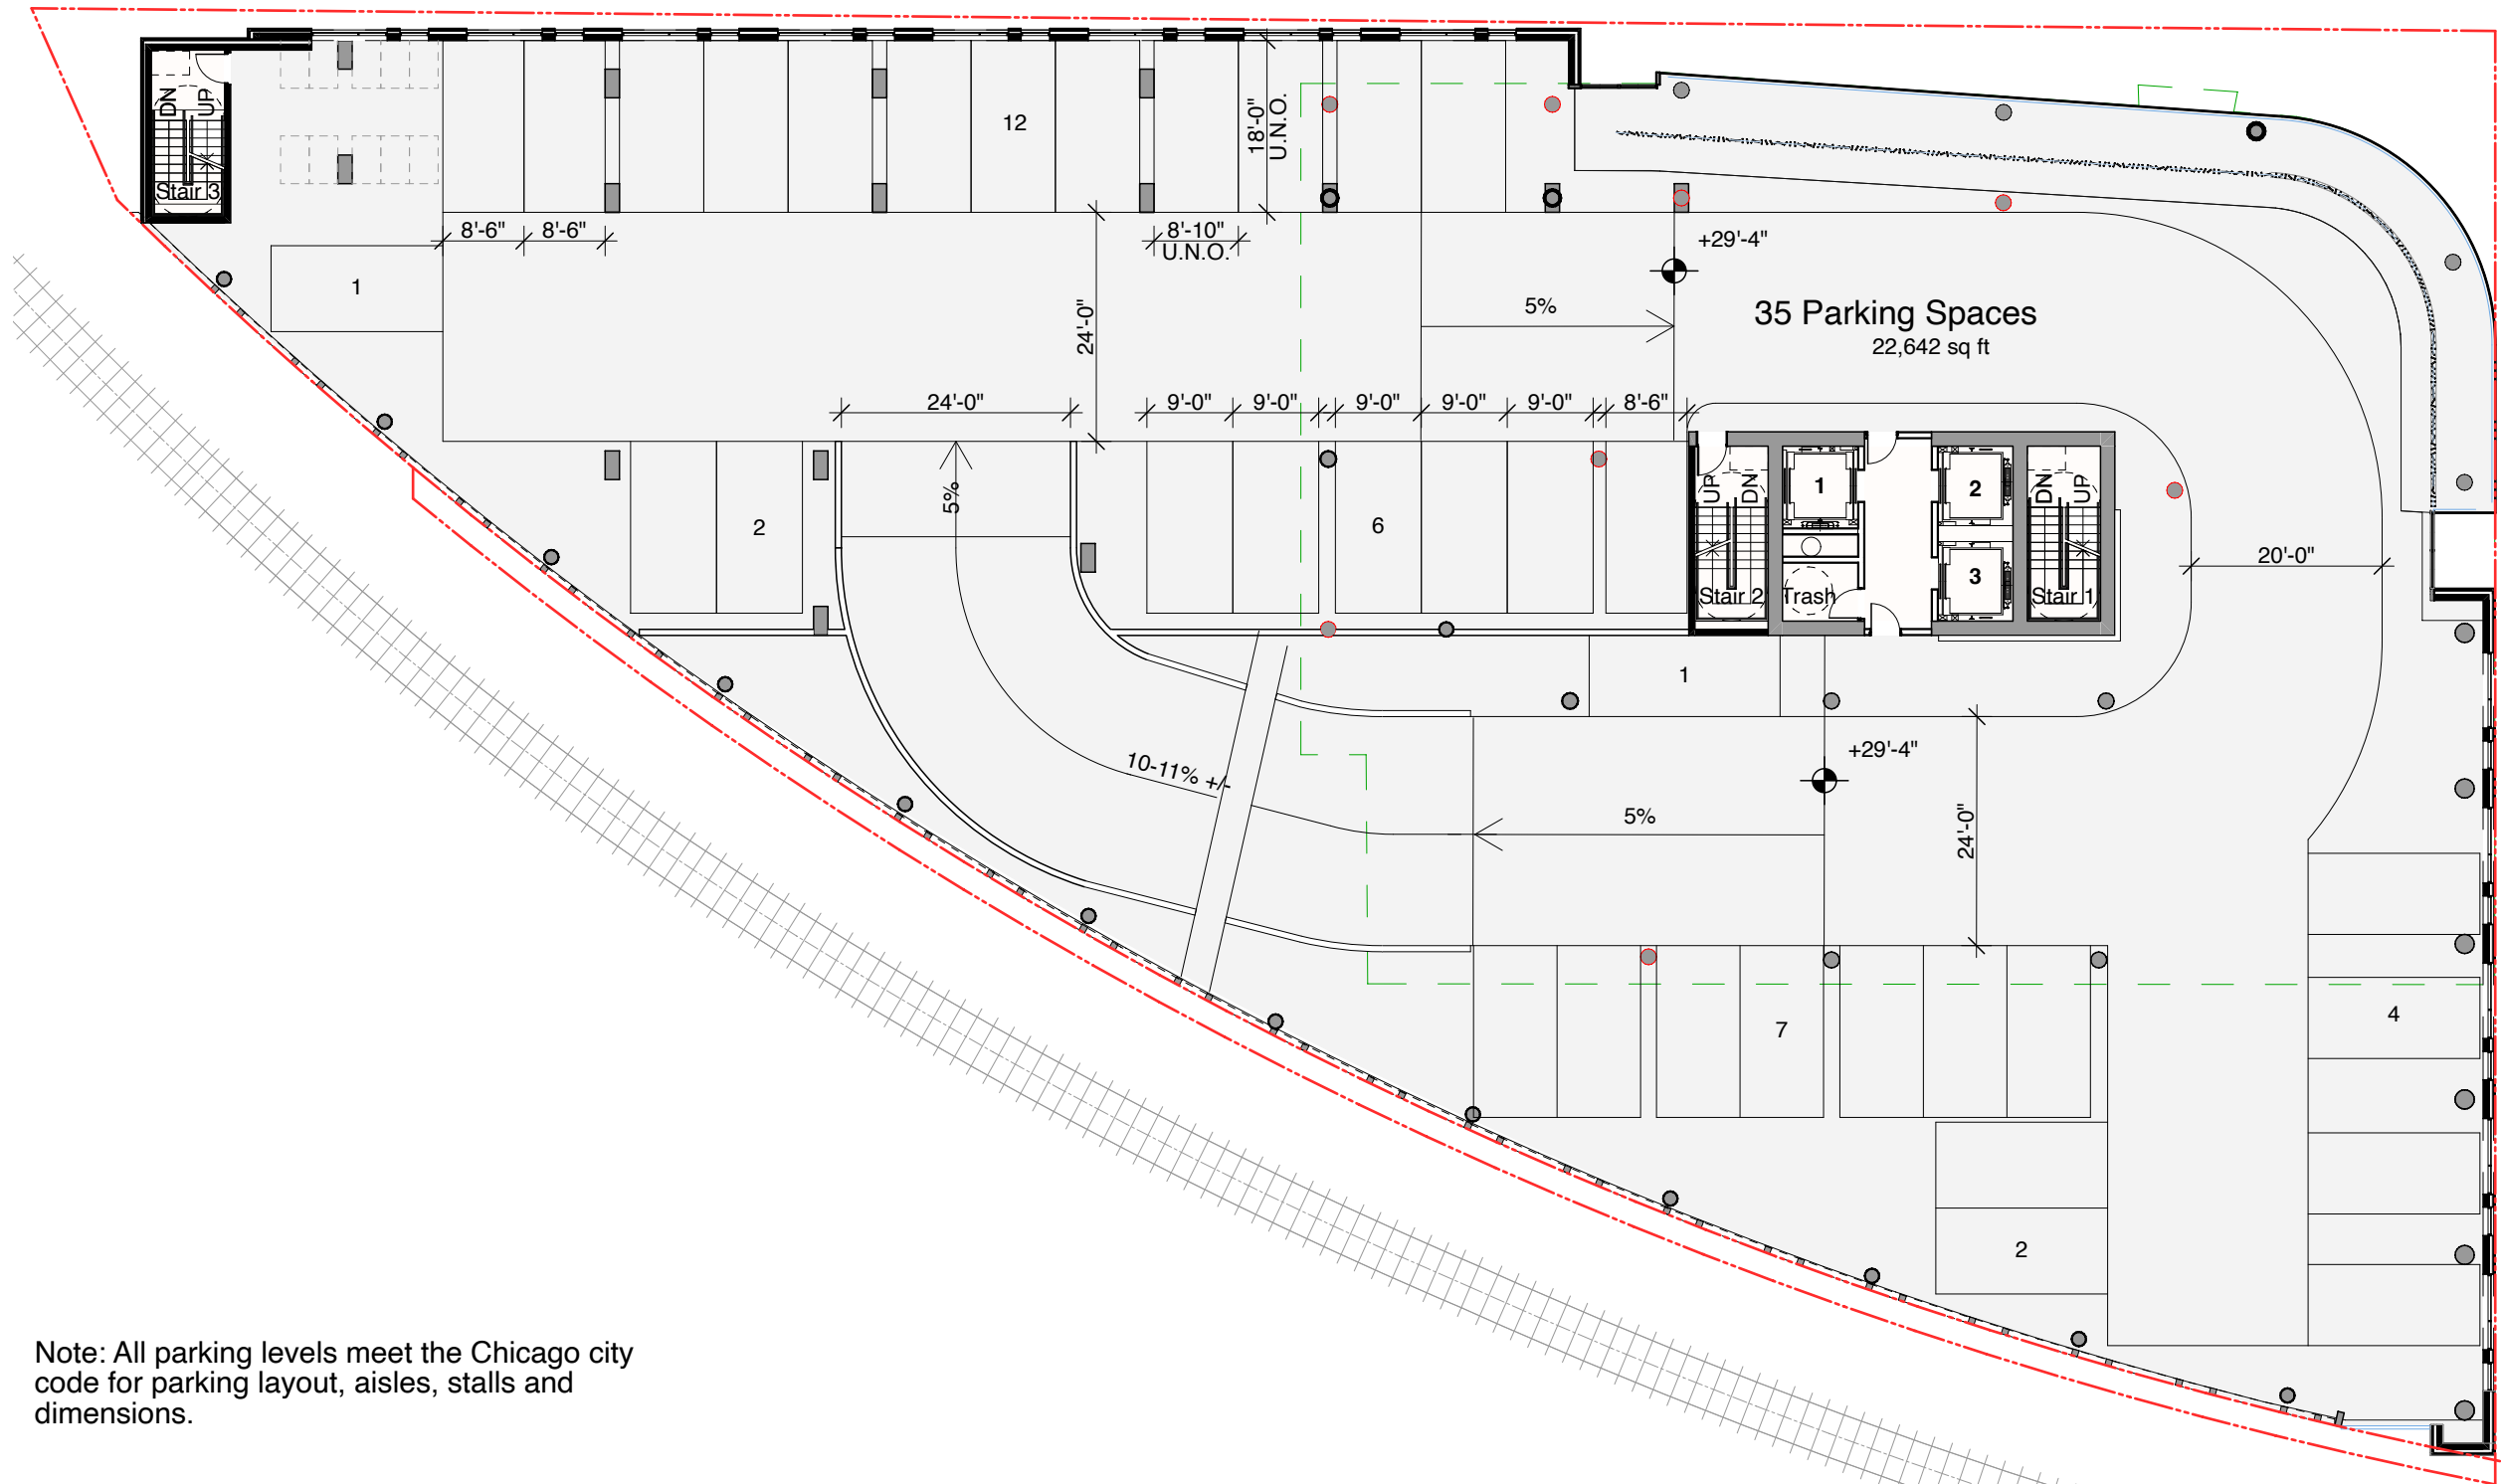 DN
UP
Stair 3
12
18'-0"
U.N.O.
8'-6"
8'-6"
8'-10"
U.N.O.
+29'-4"
1
24'-0"
5%
35 Parking Spaces
22,642 sq ft
24'-0"
9'-0"
9'-0"
9'-0"
9'-0"
9'-0"
8'-6"
5%
2
6
UP
DN
1
2
DN
UP
3
Stair 2
Trash
Stair 1
20'-0"
1
10-11% +/-
+29'-4"
5%
24'-0"
7
4
2
Note: All parking levels meet the Chicago city
code for parking layout, aisles, stalls and
dimensions.